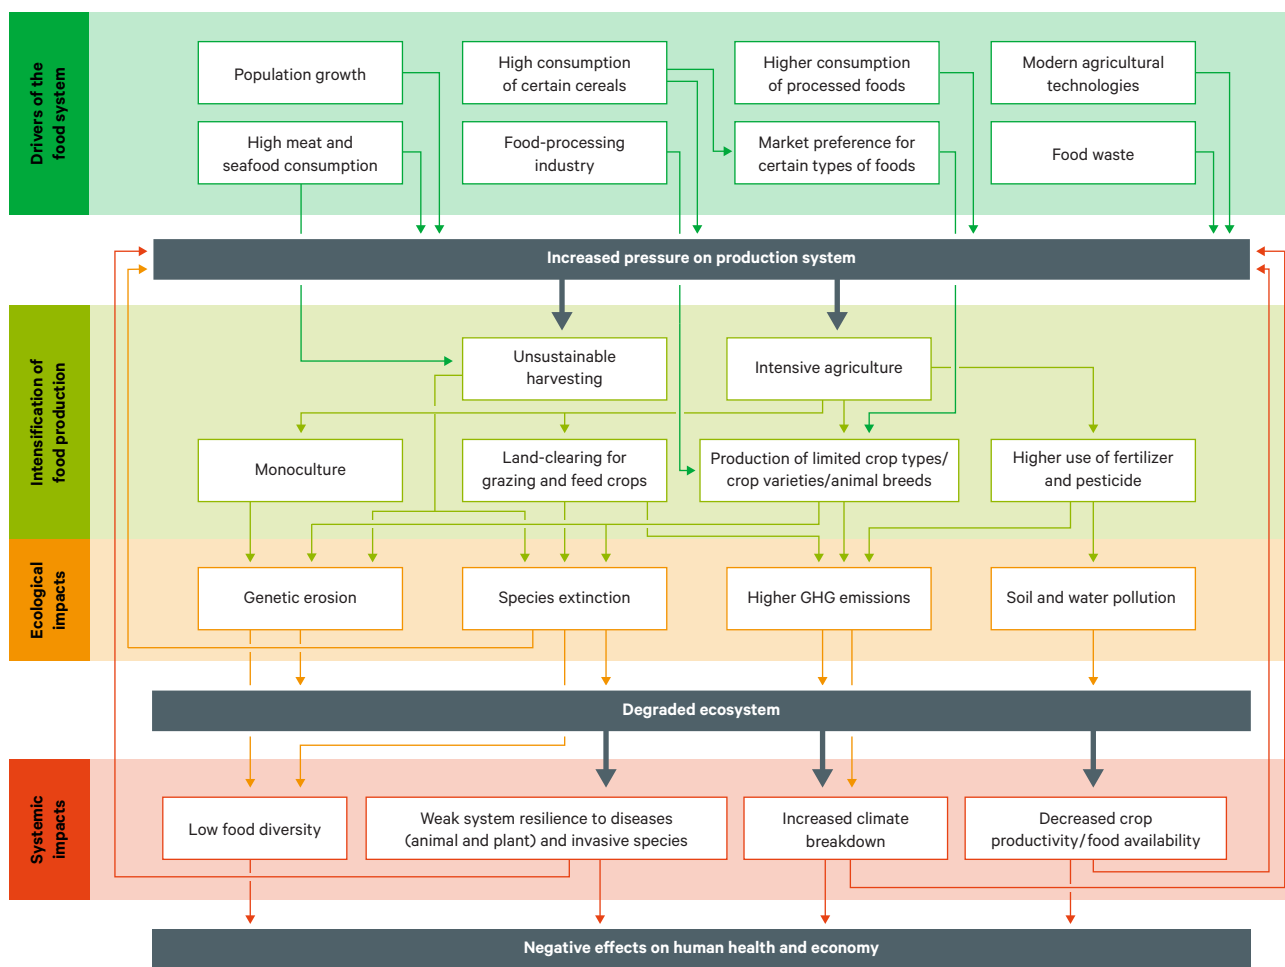 Drivers of the
food system
Population growth
High consumption
of certain cereals
Higher consumption
of processed foods
Modern agricultural
technologies
High meat and
seafood consumption
Food-processing
industry
Market preference for
certain types of foods
Food waste
Increased pressure on production system
Intensification of
food production
Unsustainable
harvesting
Intensive agriculture
Monoculture
Land-clearing for
grazing and feed crops
Production of limited crop types/
crop varieties/animal breeds
Higher use of fertilizer
and pesticide
Ecological
impacts
Genetic erosion
Species extinction
Higher GHG emissions
Soil and water pollution
Degraded ecosystem
Systemic
impacts
Low food diversity
Weak system resilience to diseases
(animal and plant) and invasive species
Increased climate
breakdown
Decreased crop
productivity/food availability
Negative effects on human health and economy